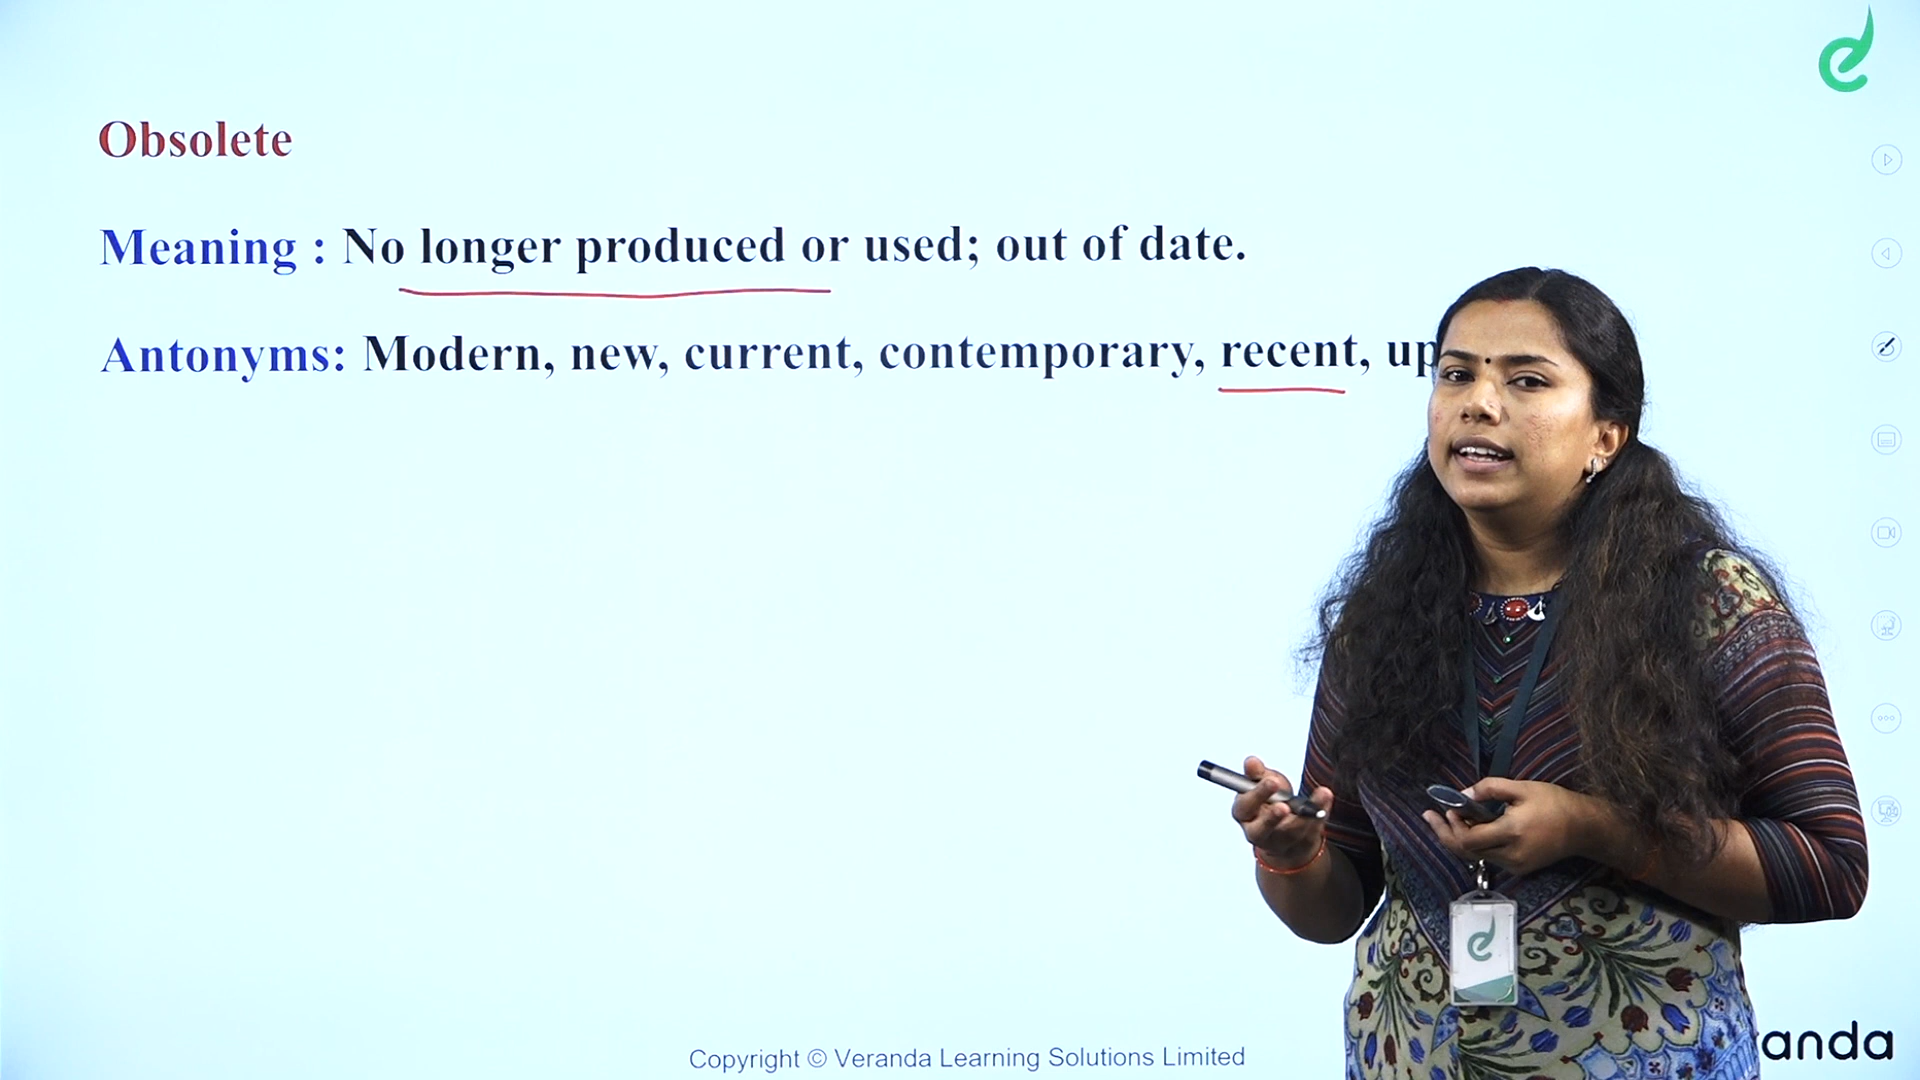 Obsolete
Meaning : No longer produced or used; out of date.
Antonyms: Modern, new, current, contemporary, recent, up
Copyright © Veranda Learning Solutions Limited
anda